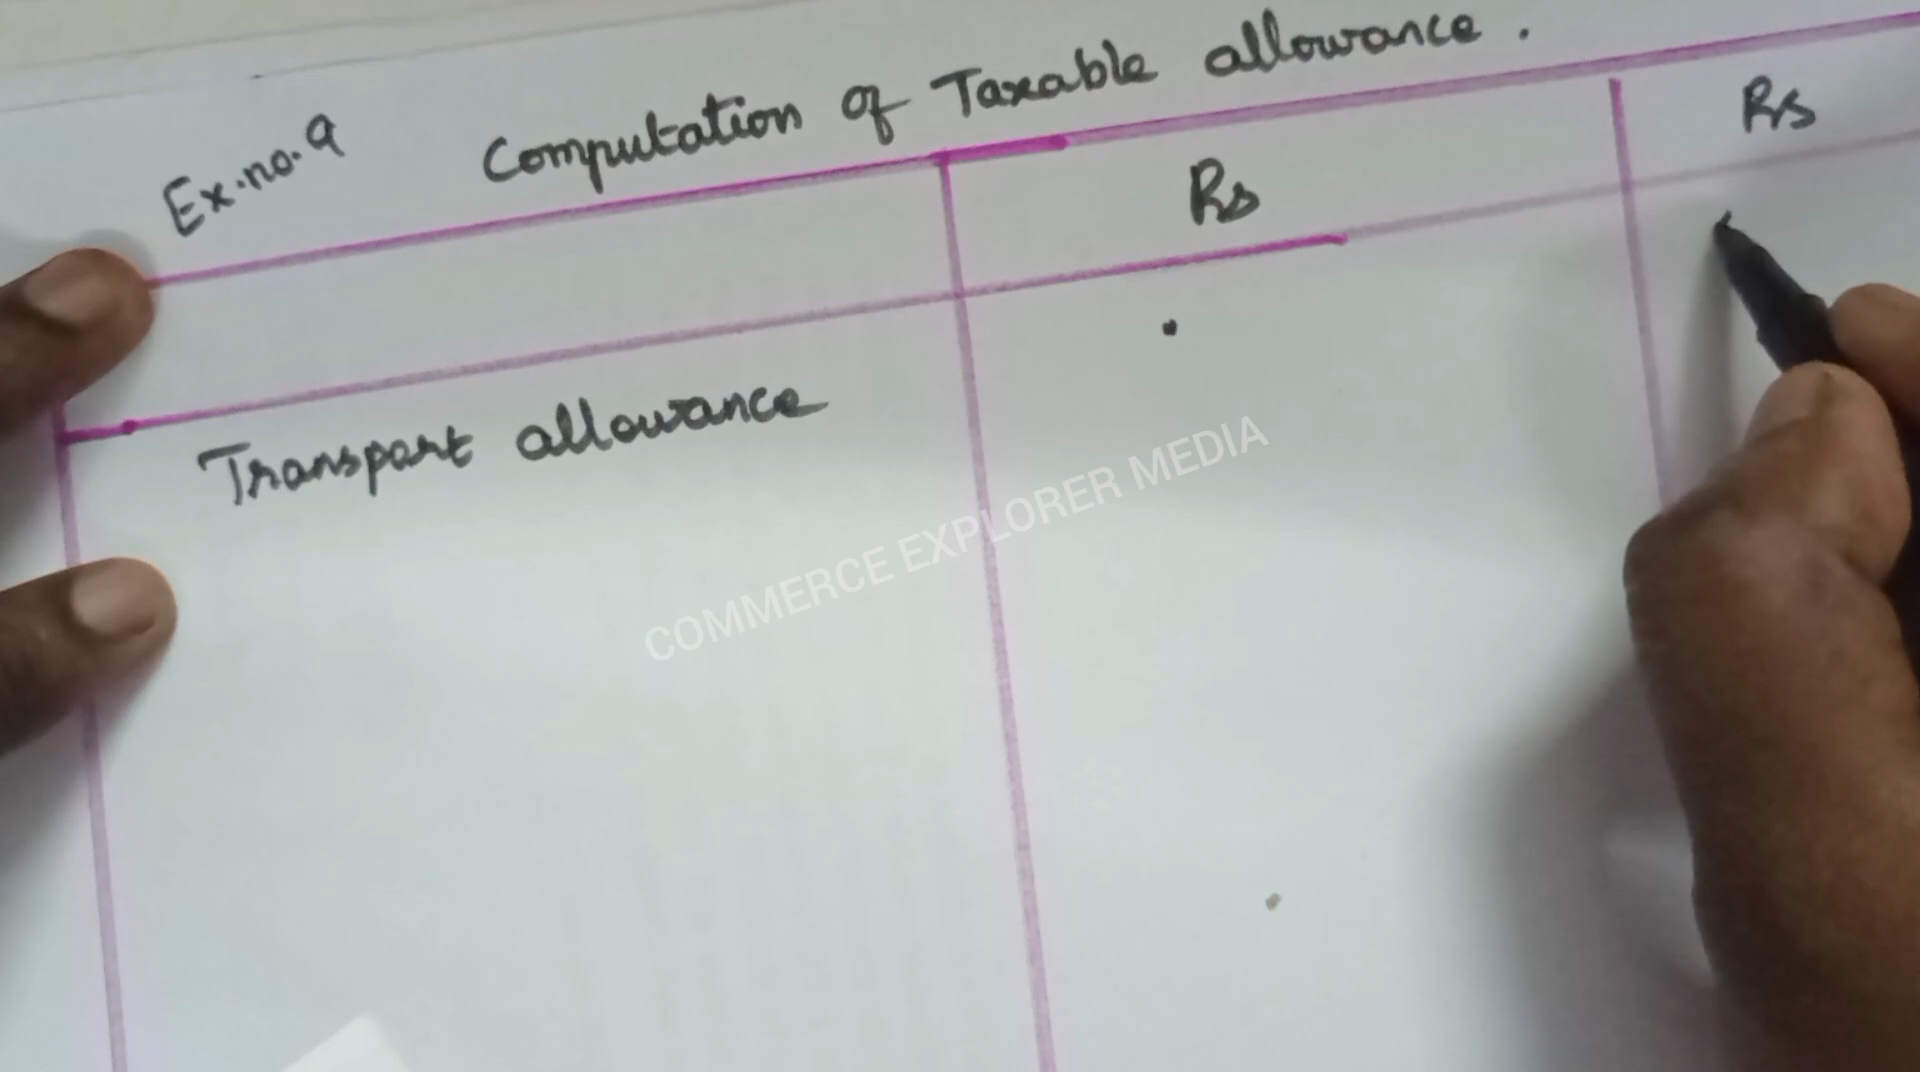 Ex.no.9 Computation of Taxable allowance.
Rs Rs
Transport allowance
COMMERCE EXPLORER MEDIA